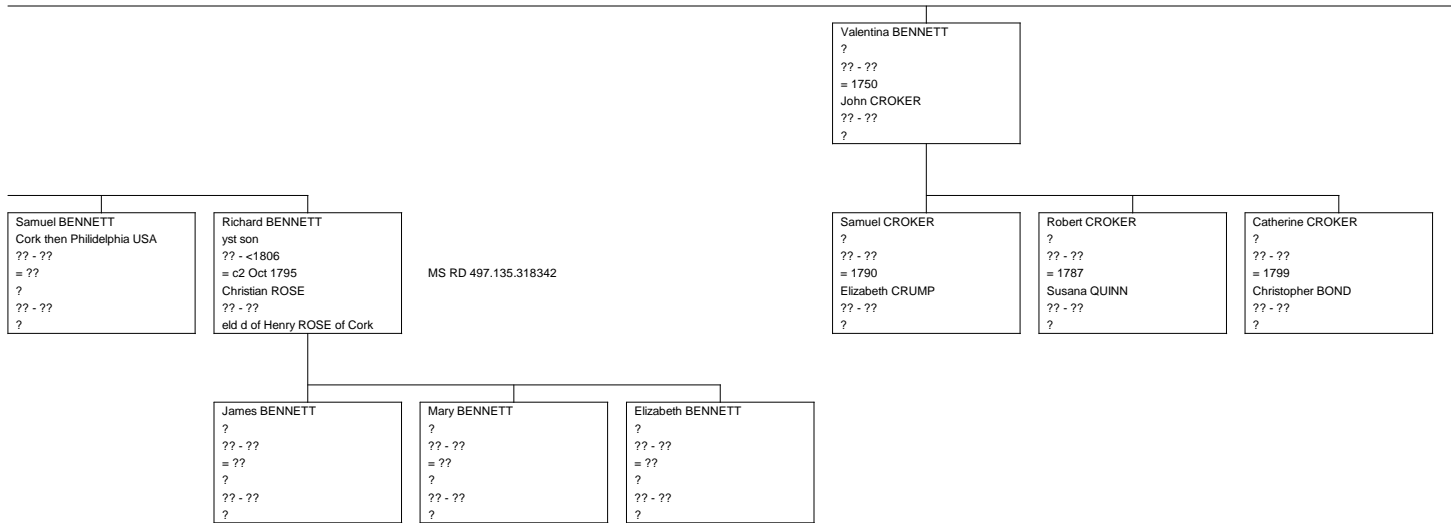 Valentina BENNETT
?
?? - ??
= 1750
John CROKER
?? - ??
?
Samuel BENNETT
Cork then Philidelphia USA
?? - ??
= ??
?
?? - ??
?
Richard BENNETT
yst son
?? - <1806
= c2 Oct 1795
Christian ROSE
?? - ??
eld d of Henry ROSE of Cork
MS RD 497.135.318342
Samuel CROKER
?
?? - ??
= 1790
Elizabeth CRUMP
?? - ??
?
Robert CROKER
?
?? - ??
= 1787
Susana QUINN
?? - ??
?
Catherine CROKER
?
?? - ??
= 1799
Christopher BOND
?? - ??
?
James BENNETT
?
?? - ??
= ??
?
?? - ??
?
Mary BENNETT
?
?? - ??
= ??
?
?? - ??
?
Elizabeth BENNETT
?
?? - ??
= ??
?
?? - ??
?